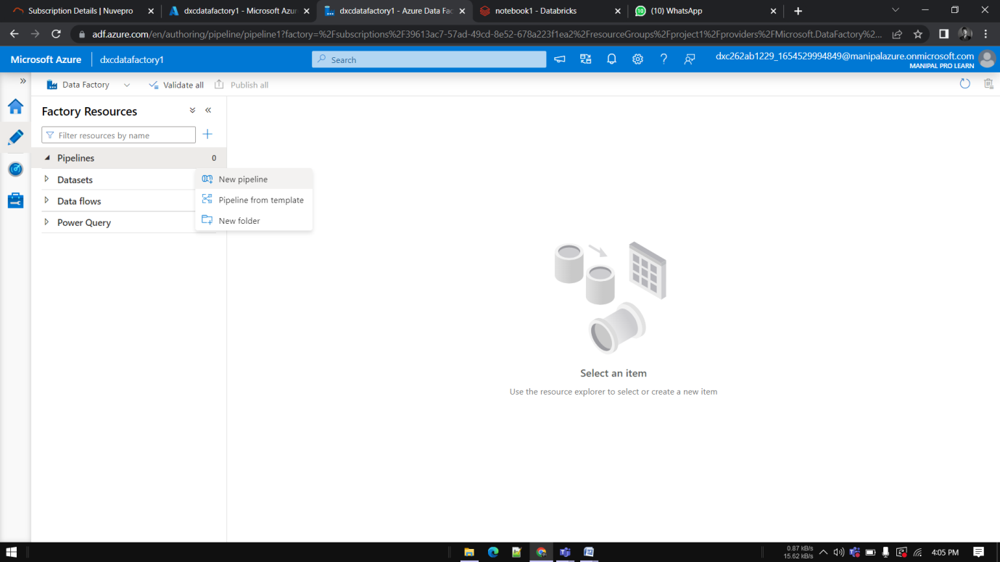 Subscription Details | Nuvepro
dxcdatafactory1 - Microsoft Azur
dxcdatafactory1 - Azure Data Fac
notebook1 - Databricks
10 (10) WhatsApp
adf.azure.com/en/authoring/pipeline/pipeline1?factory=%2Fsubscriptions%2F39613ac7-57ad-49cd-8e52-678a223f1ea2%2FresourceGroups%2Fproject1%2Fproviders%2FMicrosoft.DataFactory%2...
Microsoft Azure
dxcdatafactory1
Search
dxc262ab1229_1654529994849@manipalazure.onmicrosoft.com
MANIPAL PRO LEARN
Data Factory
Validate all
Publish all
Factory Resources
Filter resources by name
Pipelines 0
Datasets
Data flows
Power Query
New pipeline
Pipeline from template
New folder
Select an item
Use the resource explorer to select or create a new item
0.87 kB/s
15.62 kB/s
4:05 PM